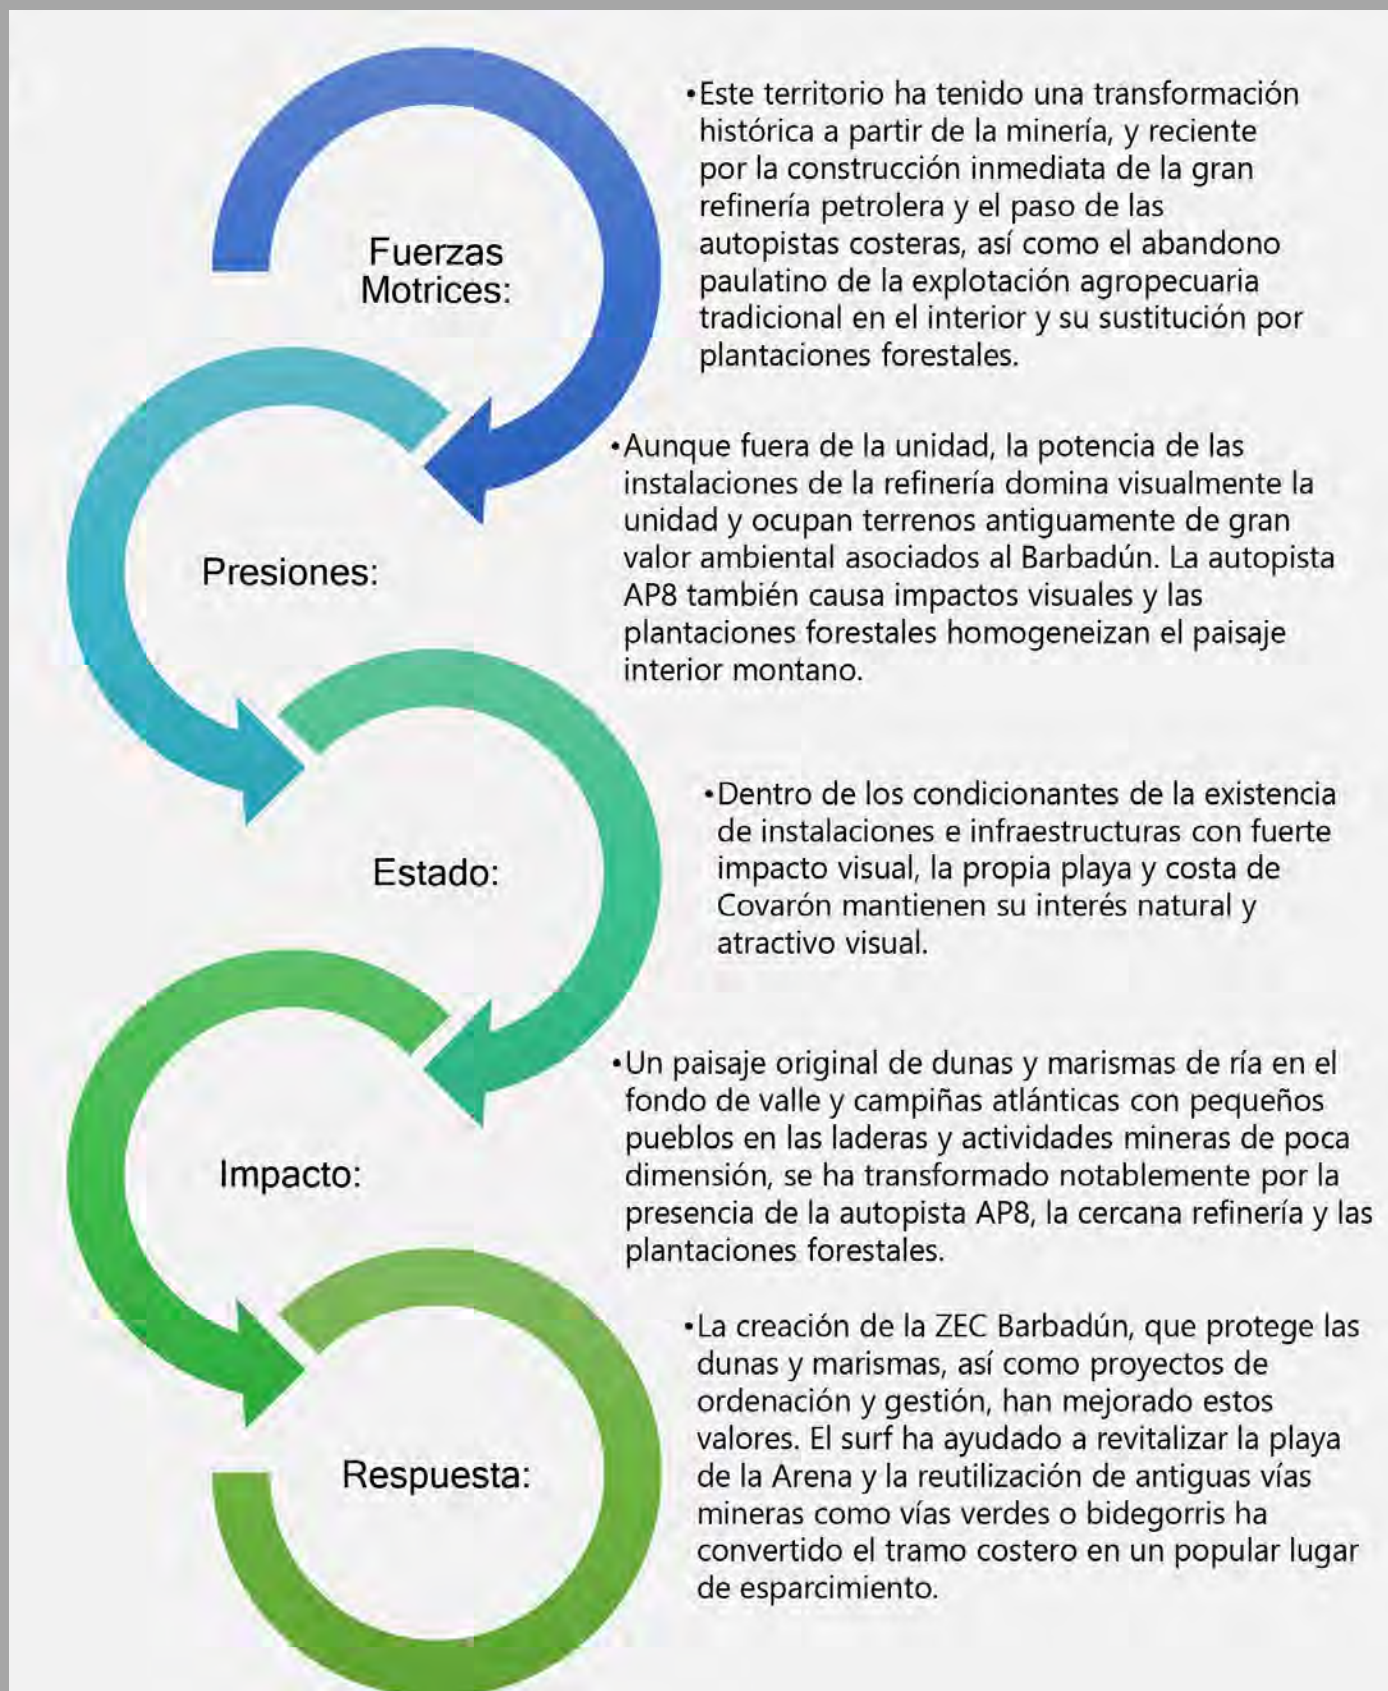 Fuerzas
Motrices:
•Este territorio ha tenido una transformación
histórica a partir de la minería, y reciente
por la construcción inmediata de la gran
refinería petrolera y el paso de las
autopistas costeras, así como el abandono
paulatino de la explotación agropecuaria
tradicional en el interior y su sustitución por
plantaciones forestales.
Presiones:
•Aunque fuera de la unidad, la potencia de las
instalaciones de la refinería domina visualmente la
unidad y ocupan terrenos antiguamente de gran
valor ambiental asociados al Barbadún. La autopista
AP8 también causa impactos visuales y las
plantaciones forestales homogeneizan el paisaje
interior montano.
Estado:
•Dentro de los condicionantes de la existencia
de instalaciones e infraestructuras con fuerte
impacto visual, la propia playa y costa de
Covarón mantienen su interés natural y
atractivo visual.
Impacto:
•Un paisaje original de dunas y marismas de ría en el
fondo de valle y campiñas atlánticas con pequeños
pueblos en las laderas y actividades mineras de poca
dimensión, se ha transformado notablemente por la
presencia de la autopista AP8, la cercana refinería y las
plantaciones forestales.
Respuesta:
•La creación de la ZEC Barbadún, que protege las
dunas y marismas, así como proyectos de
ordenación y gestión, han mejorado estos
valores. El surf ha ayudado a revitalizar la playa
de la Arena y la reutilización de antiguas vías
mineras como vías verdes o bidegorris ha
convertido el tramo costero en un popular lugar
de esparcimiento.